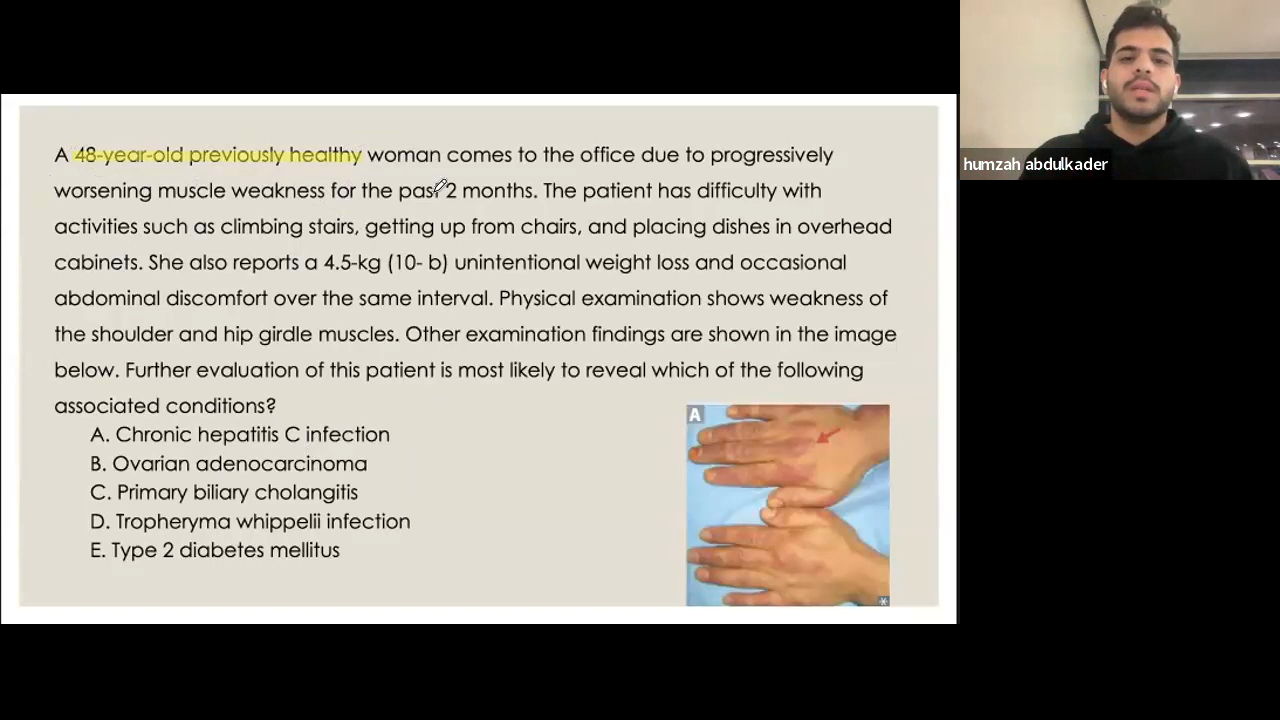 A 48-year-old previously healthy woman comes to the office due to progressively
worsening muscle weakness for the past 2 months. The patient has difficulty with
activities such as climbing stairs, getting up from chairs, and placing dishes in overhead
cabinets. She also reports a 4.5-kg (10- b) unintentional weight loss and occasional
abdominal discomfort over the same interval. Physical examination shows weakness of
the shoulder and hip girdle muscles. Other examination findings are shown in the image
below. Further evaluation of this patient is most likely to reveal which of the following
associated conditions?
A. Chronic hepatitis C infection
B. Ovarian adenocarcinoma
C. Primary biliary cholangitis
D. Tropheryma whippelii infection
E. Type 2 diabetes mellitus
A
humzah abdulkader